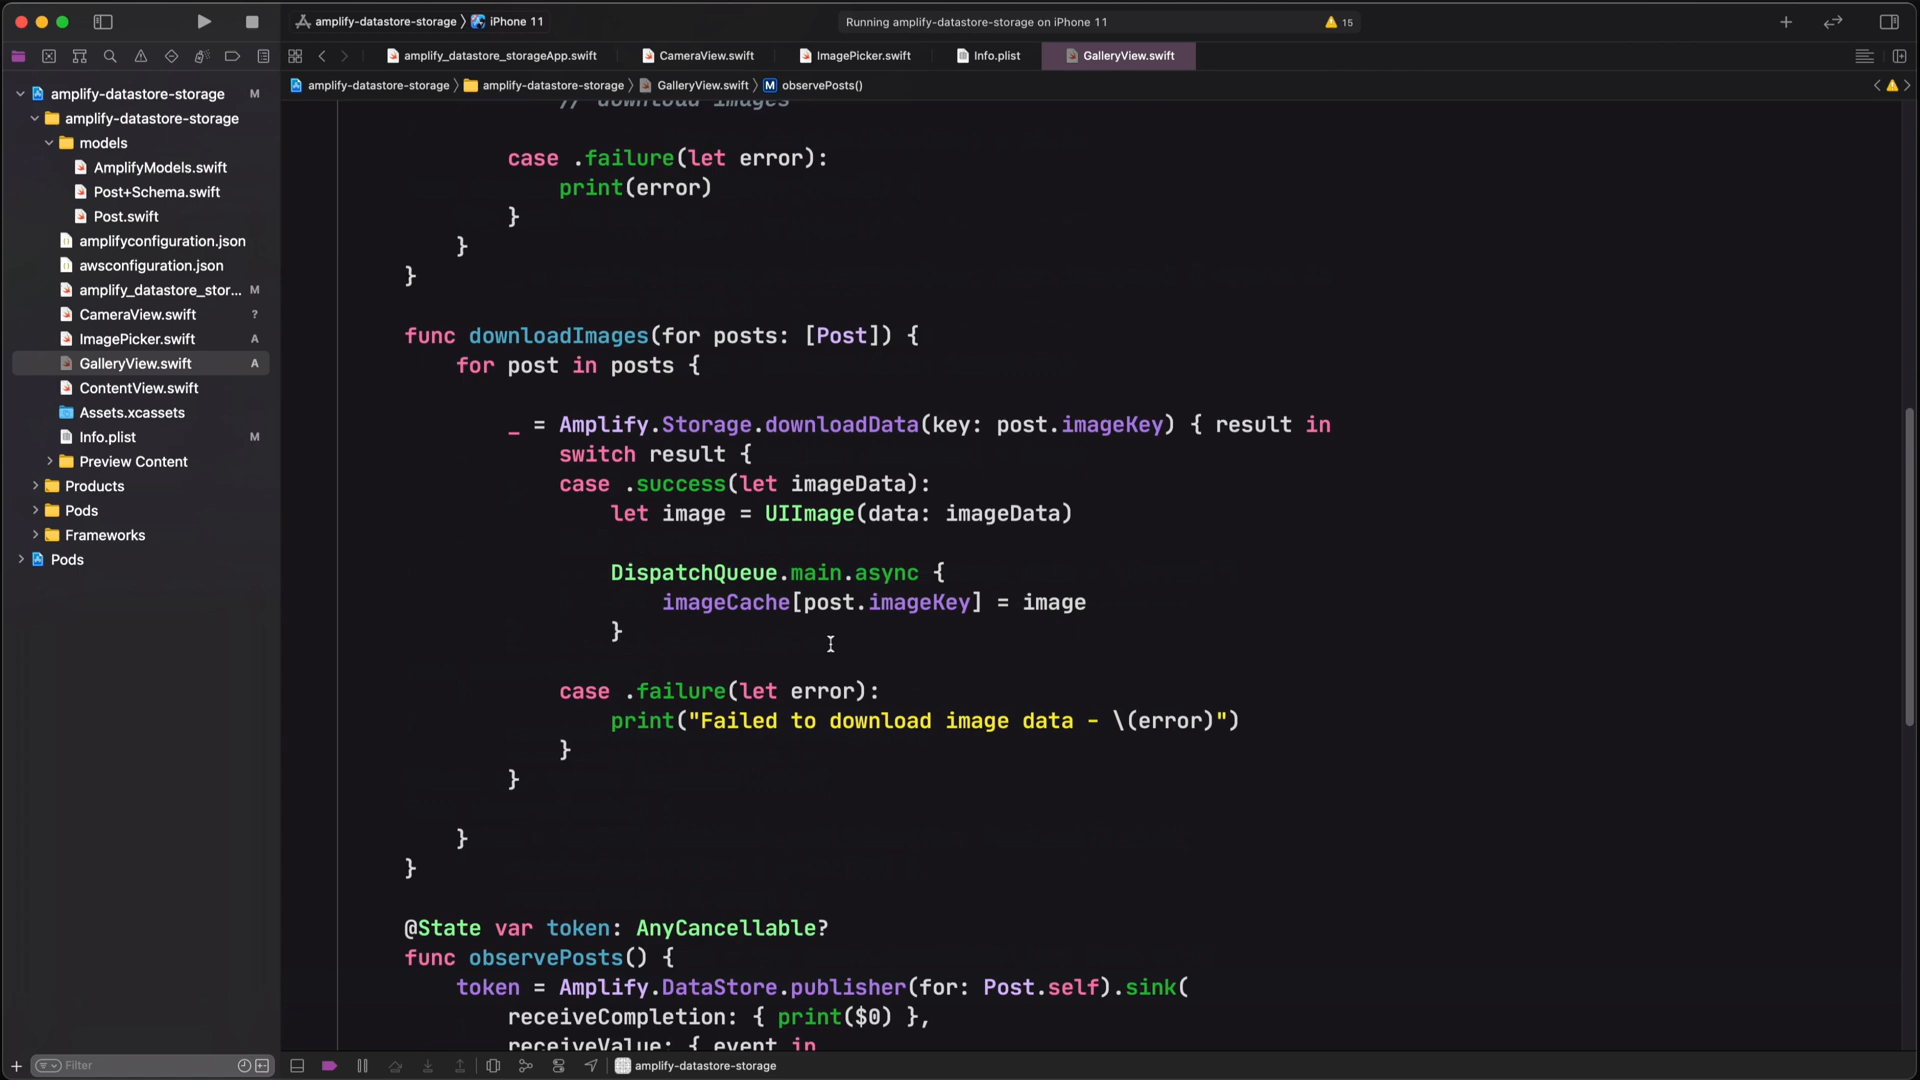 amplify-datastore-storage 〉 iPhone 11
Running amplify-datastore-storage on iPhone 11
15
amplify_datastore_storageApp.swift
CameraView.swift
ImagePicker.swift
Info.plist
GalleryView.swift
amplify-datastore-storage 〉 amplify-datastore-storage 〉 GalleryView.swift 〉 M observePosts()
amplify-datastore-storage M
amplify-datastore-storage
models
AmplifyModels.swift
Post+Schema.swift
Post.swift
amplifyconfiguration.json
awsconfiguration.json
amplify_datastore_stor... M
CameraView.swift ?
ImagePicker.swift A
GalleryView.swift A
ContentView.swift
Assets.xcassets
Info.plist M
Preview Content
Products
Pods
Frameworks
Pods
Filter
// download images
case .failure(let error):
print(error)
}
}
}
func downloadImages(for posts: [Post]) {
for post in posts {
_ = Amplify.Storage.downloadData(key: post.imageKey) { result in
switch result {
case .success(let imageData):
let image = UIImage(data: imageData)
DispatchQueue.main.async {
imageCache[post.imageKey] = image
}
case .failure(let error):
print("Failed to download image data - \(error)")
}
}
}
}
@State var token: AnyCancellable?
func observePosts() {
token = Amplify.DataStore.publisher(for: Post.self).sink(
receiveCompletion: { print($0) },
receiveValue: { event in
amplify-datastore-storage